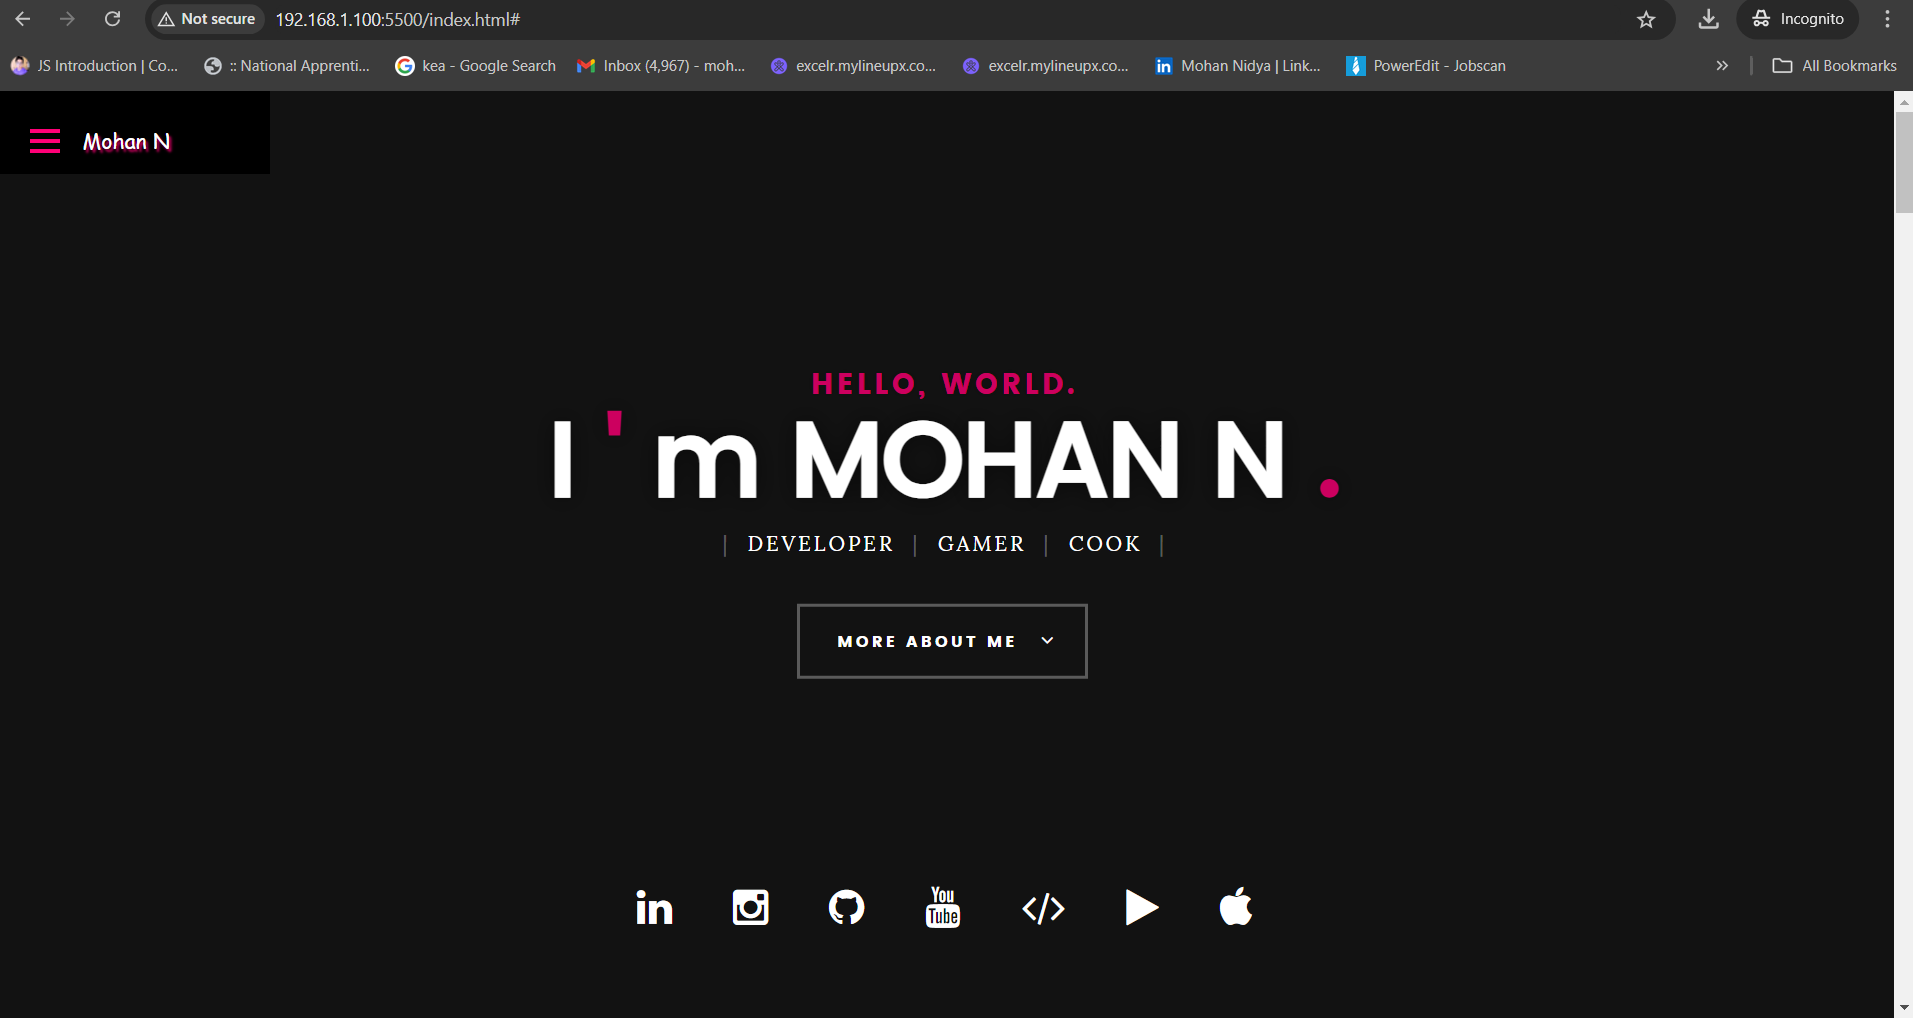 Not secure 192.168.1.100:5500/index.html# Incognito
JS Introduction | Co... :: National Apprenti... kea - Google Search Inbox (4,967) - moh... excelr.mylineupx.co... excelr.mylineupx.co... Mohan Nidya | Link... PowerEdit - Jobscan » All Bookmarks
Mohan N
HELLO, WORLD.
I ' m MOHAN N .
| DEVELOPER | GAMER | COOK |
MORE ABOUT ME
in You Tube </>